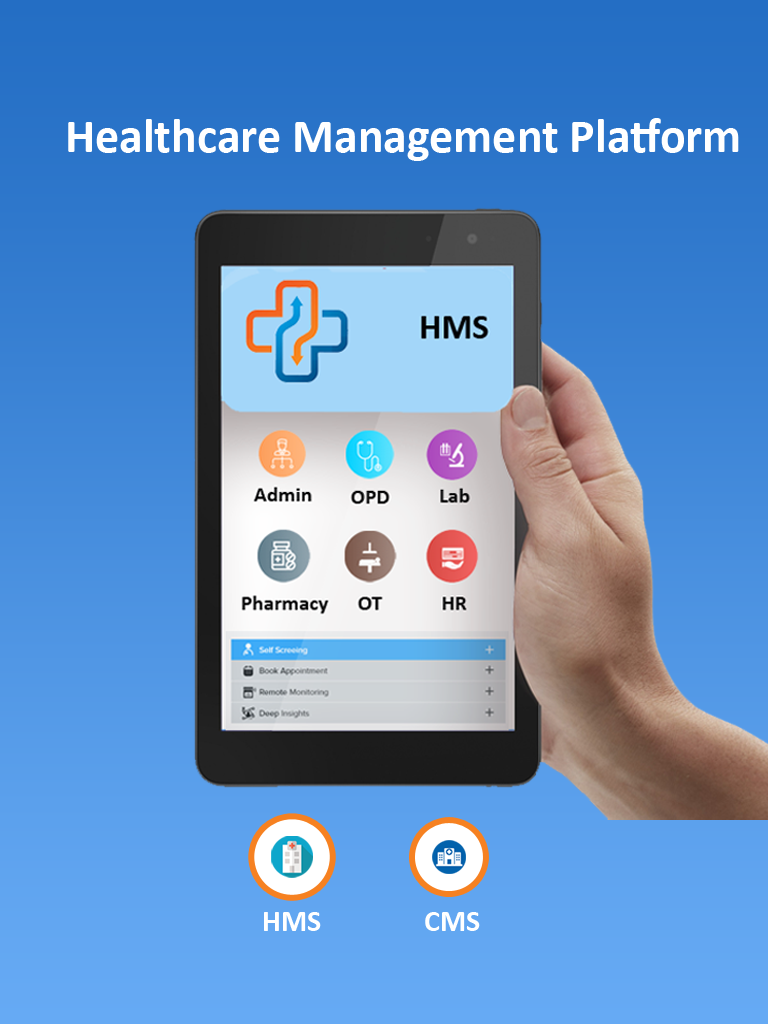 Healthcare Management Platform
HMS
Admin OPD Lab
Pharmacy OT HR
Self Screeing
Book Appointment
Remote Monitoring
Deep Insights
HMS CMS